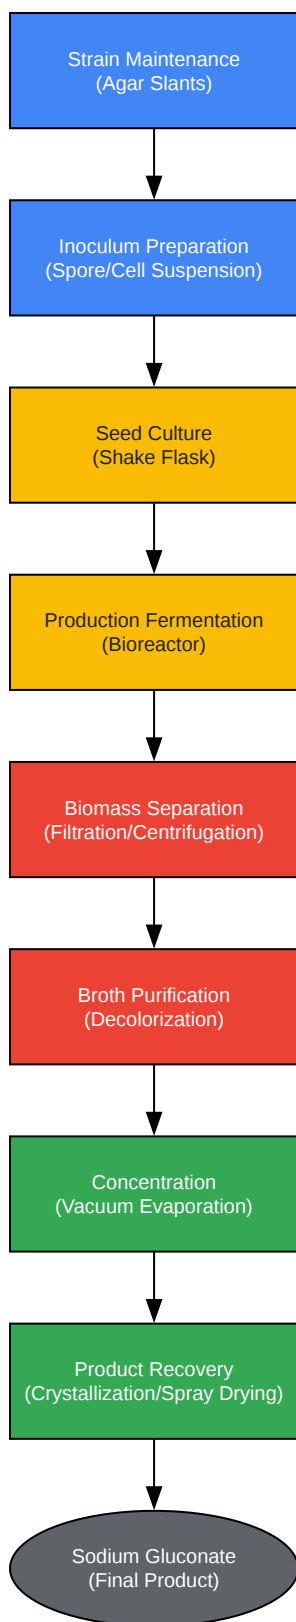 Strain Maintenance
(Agar Slants)
Inoculum Preparation
(Spore/Cell Suspension)
Seed Culture
(Shake Flask)
Production Fermentation
(Bioreactor)
Biomass Separation
(Filtration/Centrifugation)
Broth Purification
(Decolorization)
Concentration
(Vacuum Evaporation)
Product Recovery
(Crystallization/Spray Drying)
Sodium Gluconate
(Final Product)